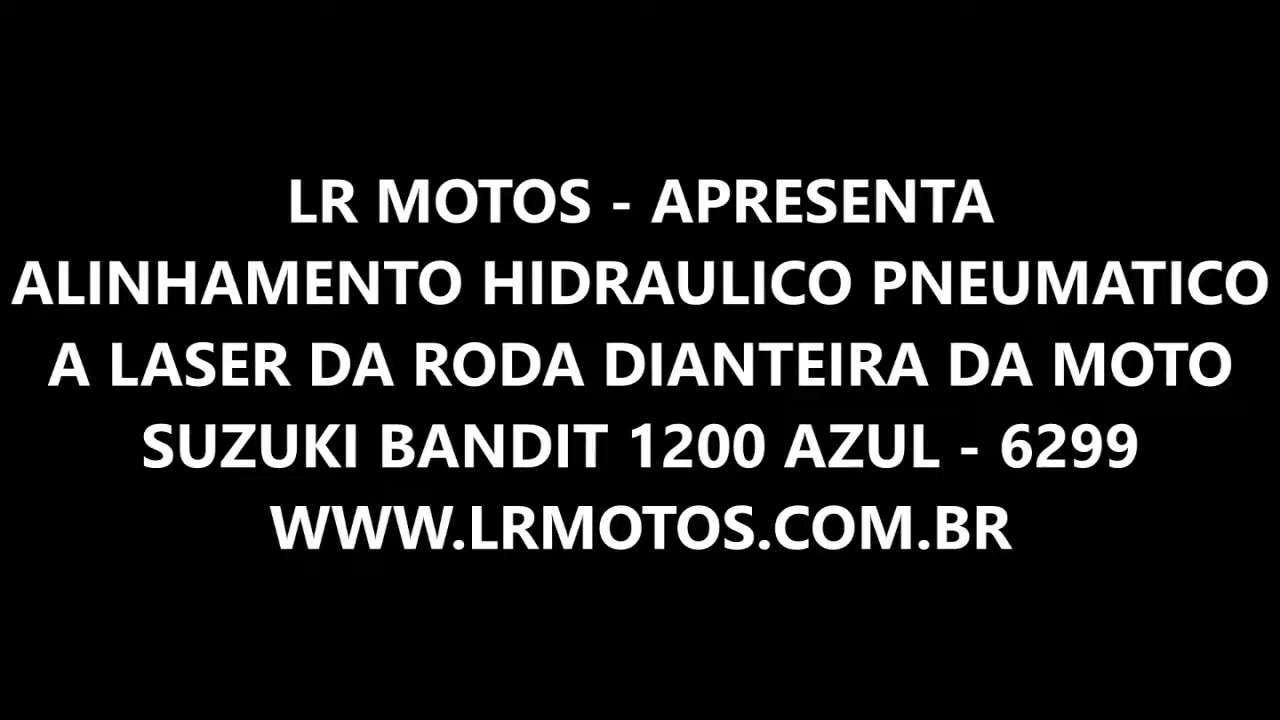 LR MOTOS - APRESENTA
ALINHAMENTO HIDRAULICO PNEUMATICO
A LASER DA RODA DIANTEIRA DA MOTO
SUZUKI BANDIT 1200 AZUL - 6299
WWW.LRMOTOS.COM.BR